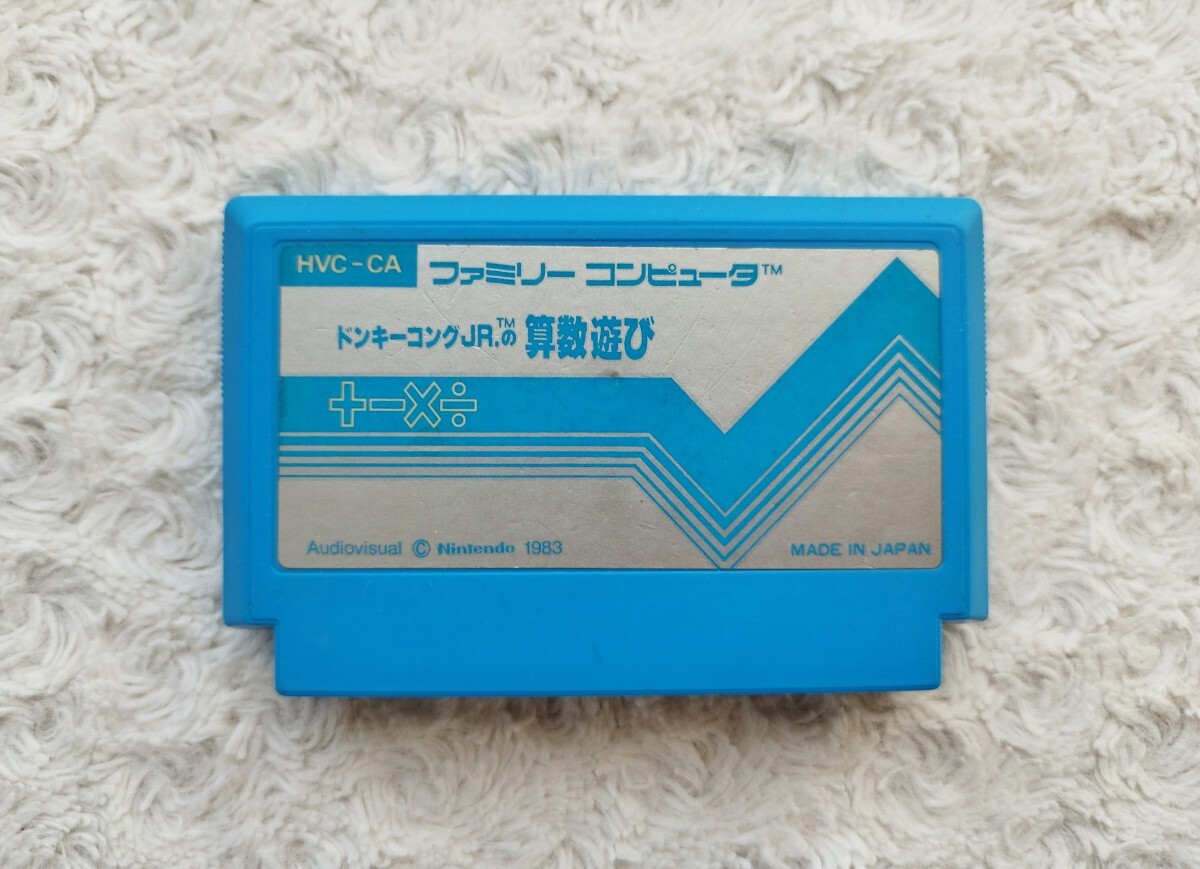 HVC-CA ファミリー コンピュータ™
ドンキーコングJR.™の 算数遊び
+-×÷
Audiovisual © Nintendo 1983 MADE IN JAPAN